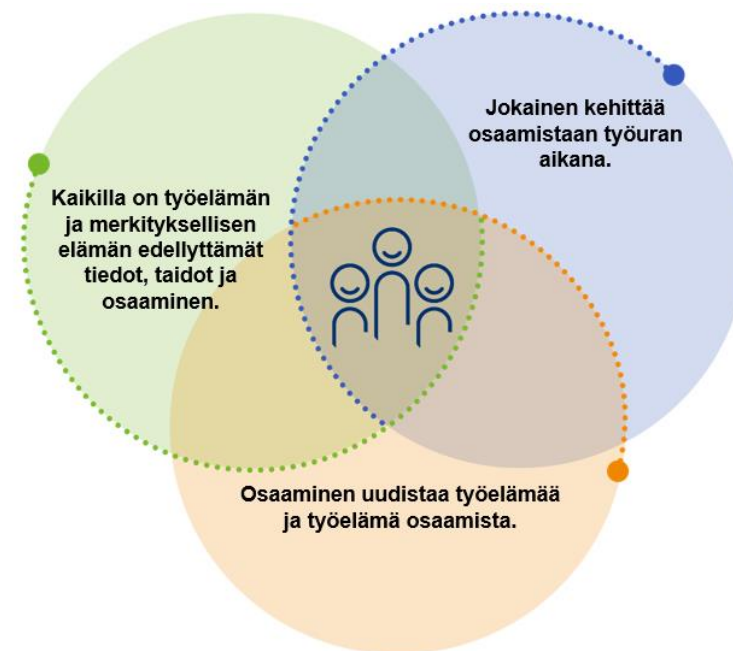 Jokainen kehittää
osaamistaan työuran
aikana.
Kaikilla on työelämän
ja merkityksellisen
elämän edellyttämät
tiedot, taidot ja
osaaminen.
Osaaminen uudistaa työelämää
ja työelämä osaamista.